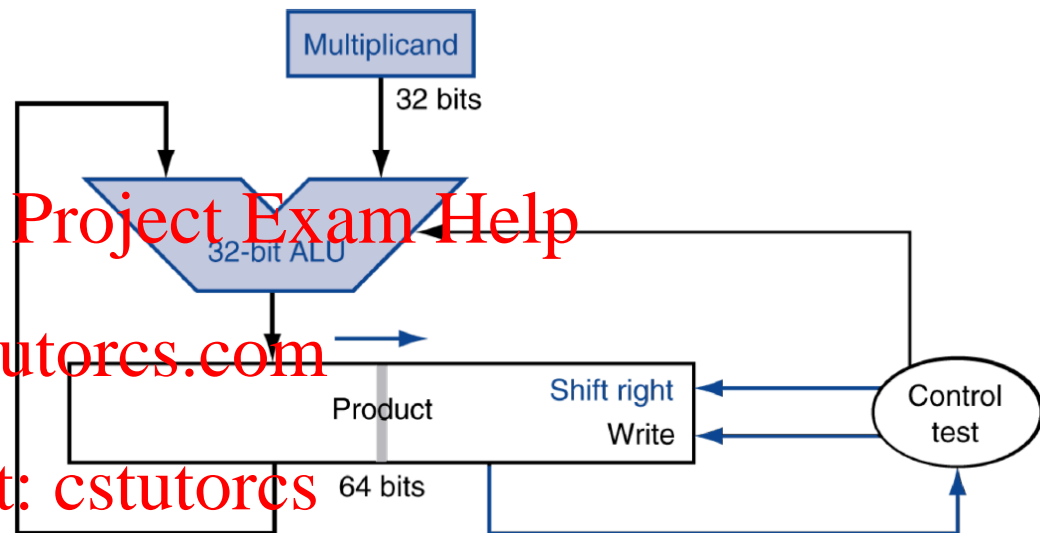 Multiplicand
32 bits
Project Exam Help
32-bit ALU
utorcs.com
Shift right
Product
Write
Control
test
64 bits
t: cstutorcs